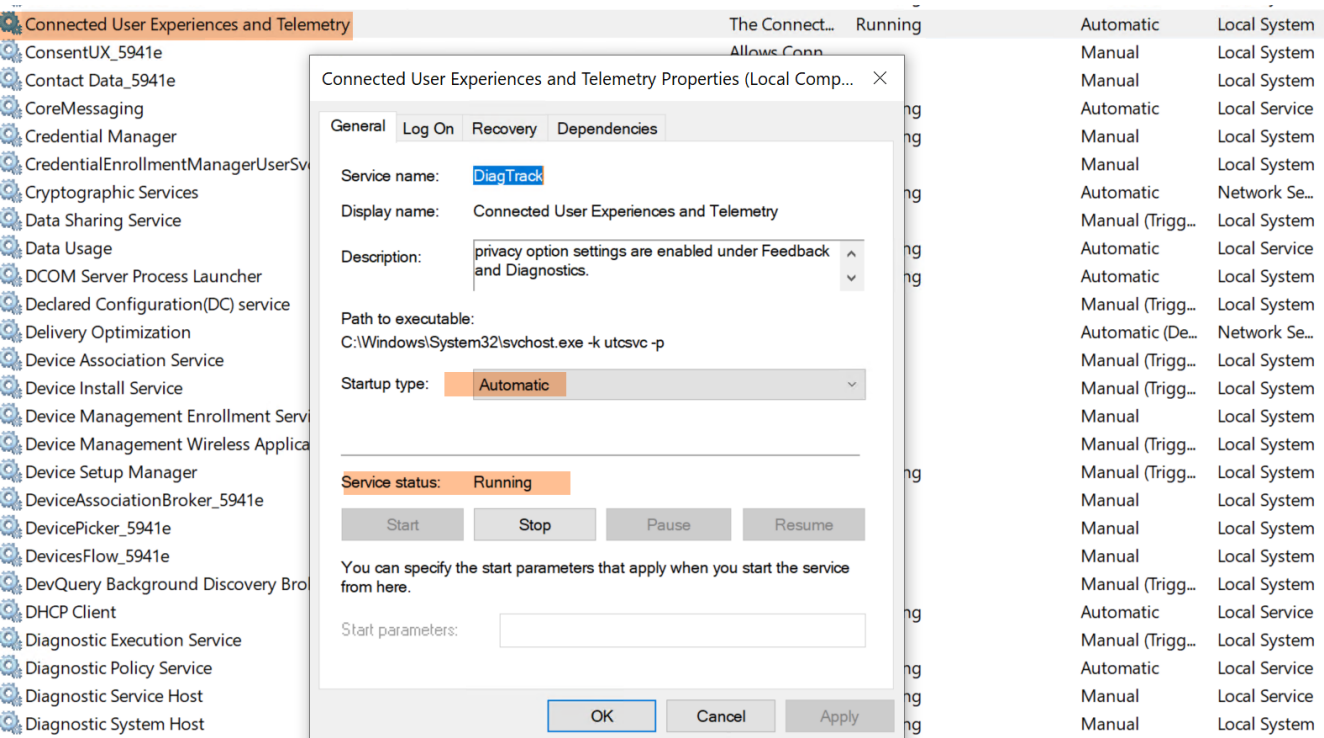 Connected User Experiences and Telemetry The Connect... Running Automatic Local System
ConsentUX_5941e Allows Conn Manual Local System
Contact Data_5941e Manual Local System
CoreMessaging ng Automatic Local Service
Credential Manager ng Manual Local System
CredentialEnrollmentManagerUserSv Manual Local System
Cryptographic Services ng Automatic Network Se...
Data Sharing Service Manual (Trigg... Local System
Data Usage ng Automatic Local Service
DCOM Server Process Launcher ng Automatic Local System
Declared Configuration(DC) service Manual (Trigg... Local System
Delivery Optimization Automatic (De... Network Se...
Device Association Service Manual (Trigg... Local System
Device Install Service Manual (Trigg... Local System
Device Management Enrollment Servi Manual Local System
Device Management Wireless Applica Manual (Trigg... Local System
Device Setup Manager ng Manual (Trigg... Local System
DeviceAssociationBroker_5941e Manual Local System
DevicePicker_5941e Manual Local System
DevicesFlow_5941e Manual Local System
DevQuery Background Discovery Bro Manual (Trigg... Local System
DHCP Client ng Automatic Local Service
Diagnostic Execution Service Manual (Trigg... Local System
Diagnostic Policy Service ng Automatic Local Service
Diagnostic Service Host ng Manual Local Service
Diagnostic System Host ng Manual Local System
Connected User Experiences and Telemetry Properties (Local Comp...
General Log On Recovery Dependencies
Service name: DiagTrack
Display name: Connected User Experiences and Telemetry
Description: privacy option settings are enabled under Feedback
and Diagnostics.
Path to executable:
C:\Windows\System32\svchost.exe -k utcsvc -p
Startup type: Automatic
Service status: Running
Start Stop Pause Resume
You can specify the start parameters that apply when you start the service
from here.
Start parameters:
OK Cancel Apply